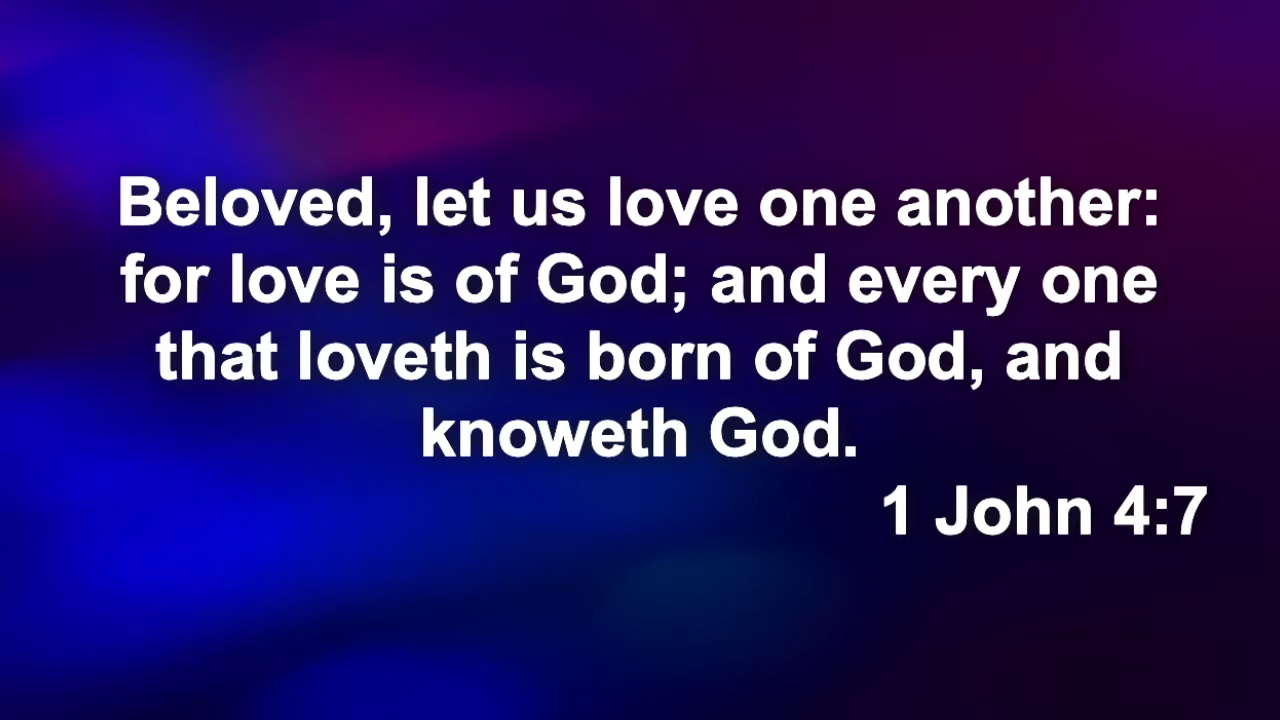 Beloved, let us love one another:
for love is of God; and every one
that loveth is born of God, and
knoweth God.
1 John 4:7